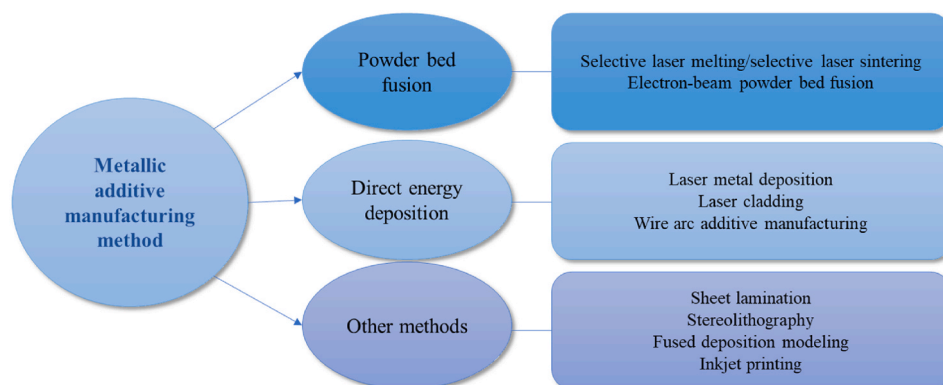 Metallic
additive
manufacturing
method
Powder bed
fusion
Selective laser melting/selective laser sintering
Electron-beam powder bed fusion
Direct energy
deposition
Laser metal deposition
Laser cladding
Wire arc additive manufacturing
Other methods
Sheet lamination
Stereolithography
Fused deposition modeling
Inkjet printing